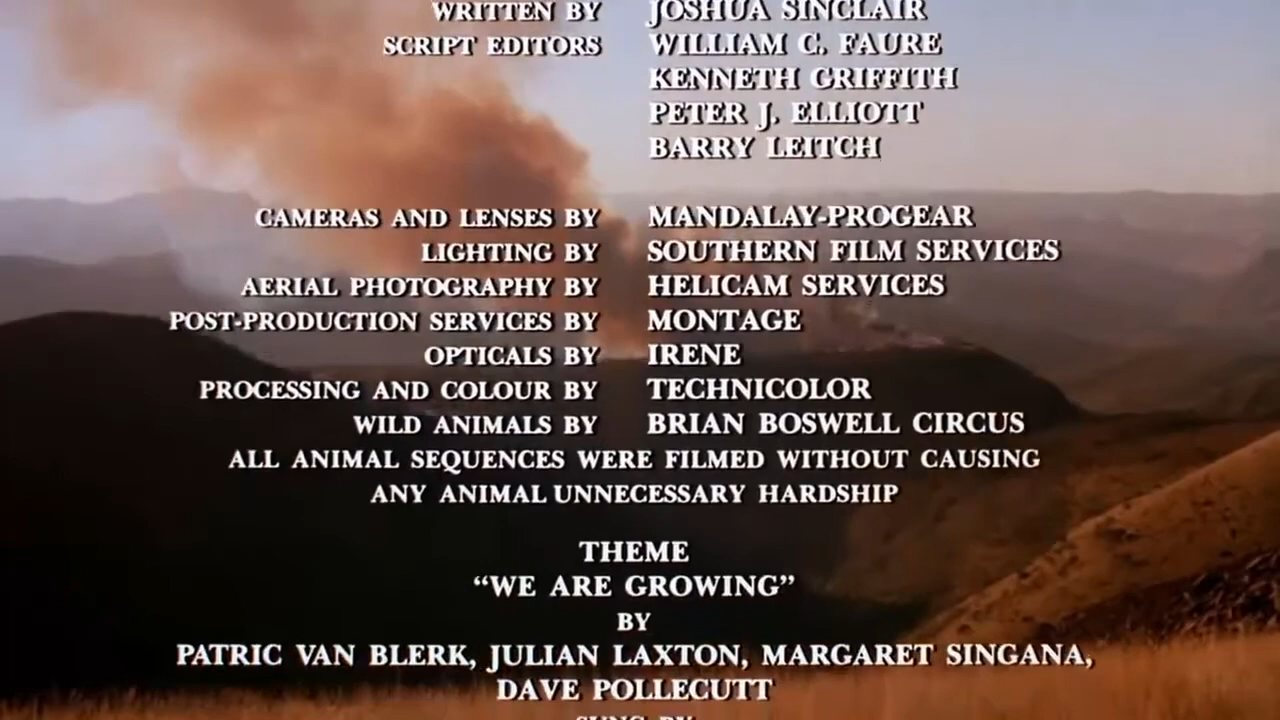 WRITTEN BY JOSHUA SINCLAIR
SCRIPT EDITORS WILLIAM C. FAURE
KENNETH GRIFFITH
PETER J. ELLIOTT
BARRY LEITCH
CAMERAS AND LENSES BY MANDALAY-PROGEAR
LIGHTING BY SOUTHERN FILM SERVICES
AERIAL PHOTOGRAPHY BY HELICAM SERVICES
POST-PRODUCTION SERVICES BY MONTAGE
OPTICALS BY IRENE
PROCESSING AND COLOUR BY TECHNICOLOR
WILD ANIMALS BY BRIAN BOSWELL CIRCUS
ALL ANIMAL SEQUENCES WERE FILMED WITHOUT CAUSING
ANY ANIMAL UNNECESSARY HARDSHIP
THEME
“WE ARE GROWING”
BY
PATRIC VAN BLERK, JULIAN LAXTON, MARGARET SINGANA,
DAVE POLLECUTT
SUNG BY